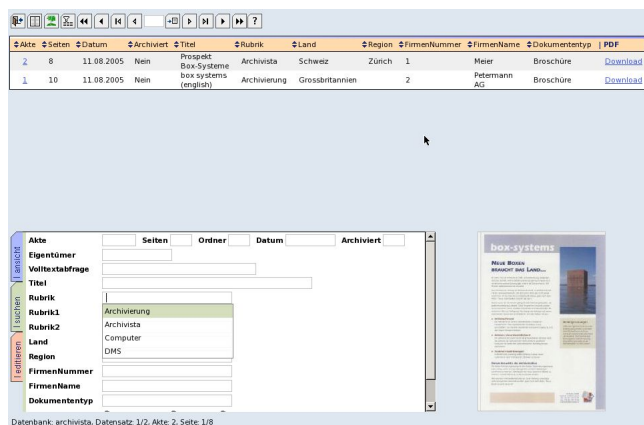 ?
Akte Seiten Datum Archiviert Titel Rubrik Land Region FirmenNummer FirmenName Dokumententyp | PDF
2 8 11.08.2005 Nein Prospekt Box-Systeme Archivista Schweiz Zürich 1 Meier Broschüre Download
1 10 11.08.2005 Nein box systems (english) Archivierung Grossbritannien 2 Petermann AG Broschüre Download
| ansicht
| suchen
| editieren
Akte Seiten Ordner Datum Archiviert
Eigentümer
Volltextabfrage
Titel
Rubrik
Rubrik1
Rubrik2
Land
Region
FirmenNummer
FirmenName
Dokumententyp
Archivierung
Archivista
Computer
DMS
box-systems
Neue Boxen
braucht das Land...
Datenbank: archivista, Datensatz: 1/2, Akte: 2, Seite: 1/8